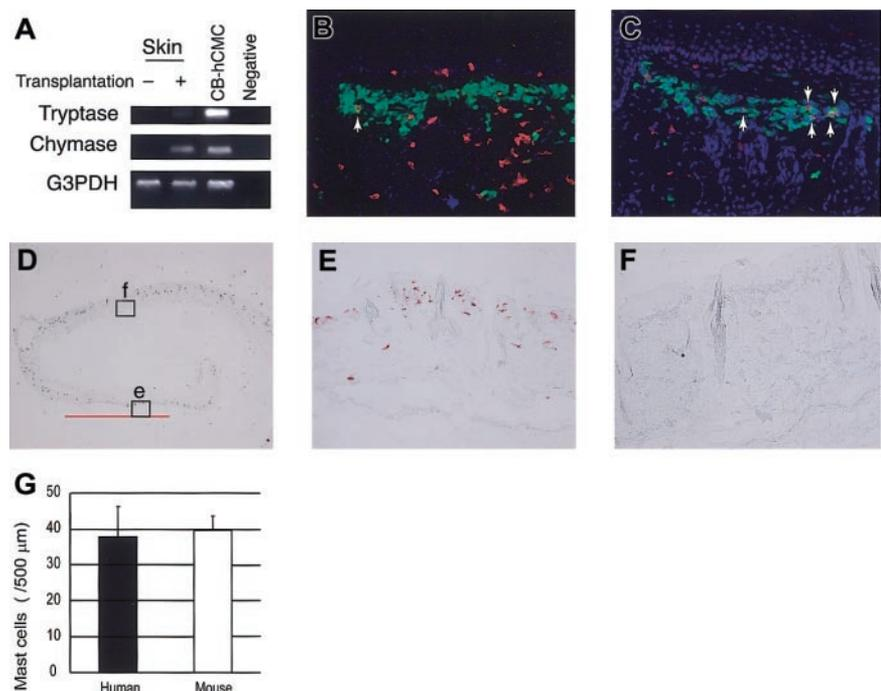 A
Skin
Transplantation − +
CB-hCMC
Negative
Tryptase
Chymase
G3PDH
B
C
D
f
e
E
F
G
Mast cells ( /500 μm)
50
40
30
20
10
0
Human
Mouse